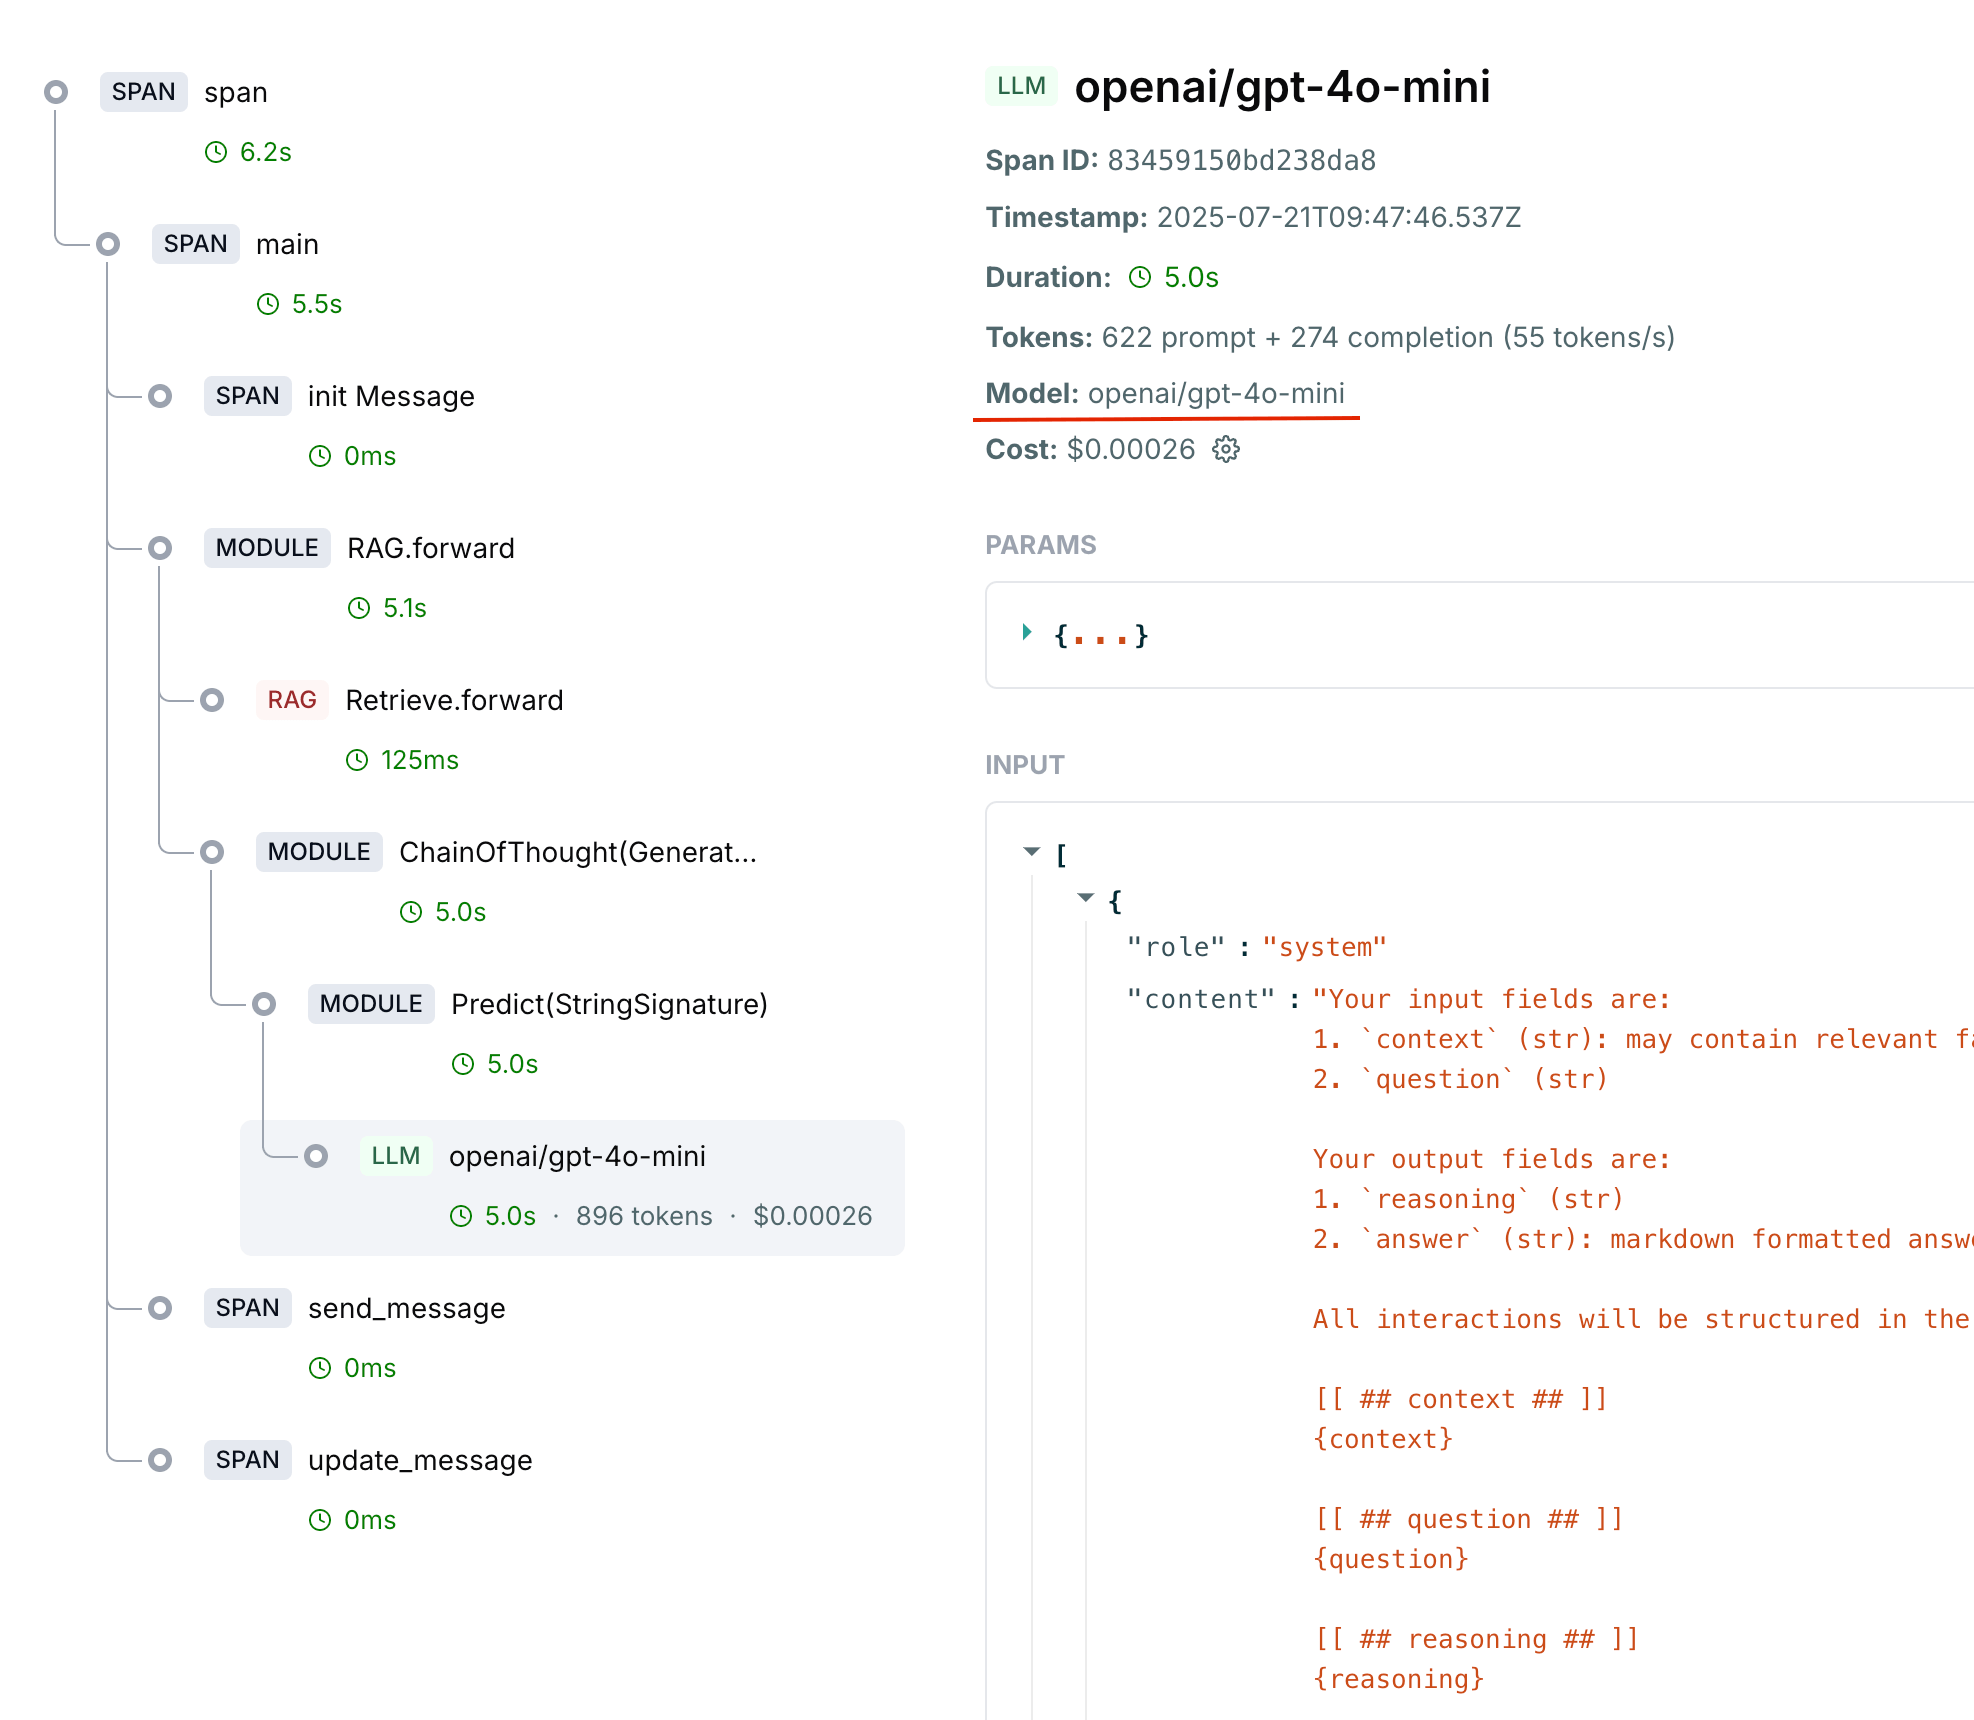 SPAN span
6.2s
SPAN main
5.5s
SPAN init Message
0ms
MODULE RAG.forward
5.1s
RAG Retrieve.forward
125ms
MODULE ChainOfThought(Generat...
5.0s
MODULE Predict(StringSignature)
5.0s
LLM openai/gpt-4o-mini
5.0s · 896 tokens · $0.00026
SPAN send_message
0ms
SPAN update_message
0ms
LLM openai/gpt-4o-mini
Span ID: 83459150bd238da8
Timestamp: 2025-07-21T09:47:46.537Z
Duration: 5.0s
Tokens: 622 prompt + 274 completion (55 tokens/s)
Model: openai/gpt-4o-mini
Cost: $0.00026
PARAMS
{...}
INPUT
[
{
"role" : "system"
"content" : "Your input fields are:
1. `context` (str): may contain relevant
2. `question` (str)
Your output fields are:
1. `reasoning` (str)
2. `answer` (str): markdown formatted
All interactions will be structured in the
[[ ## context ## ]]
{context}
[[ ## question ## ]]
{question}
[[ ## reasoning ## ]]
{reasoning}